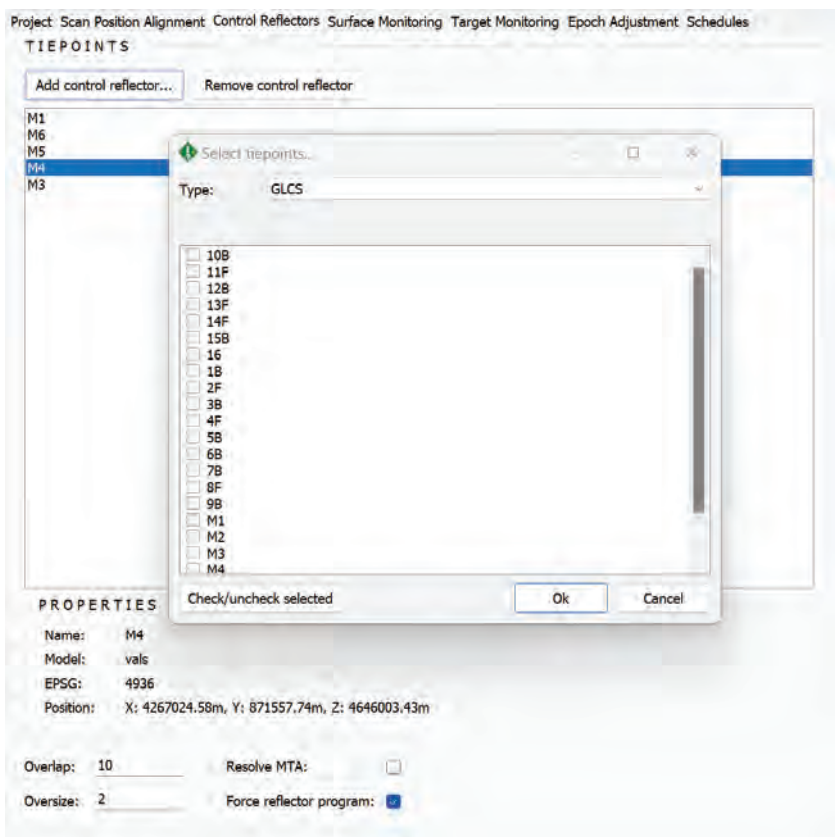 Project Scan Position Alignment Control Reflectors Surface Monitoring Target Monitoring Epoch Adjustment Schedules
TIEPOINTS
Add control reflector... Remove control reflector
M1
M6
M5
M4
M3
Select tiepoints...
Type: GLCS
10B
11F
12B
13F
14F
15B
16
1B
2F
3B
4F
5B
6B
7B
8F
9B
M1
M2
M3
M4
Check/uncheck selected Ok Cancel
PROPERTIES
Name: M4
Model: vals
EPSG: 4936
Position: X: 4267024.58m, Y: 871557.74m, Z: 4646003.43m
Overlap: 10 Resolve MTA:
Oversize: 2 Force reflector program: